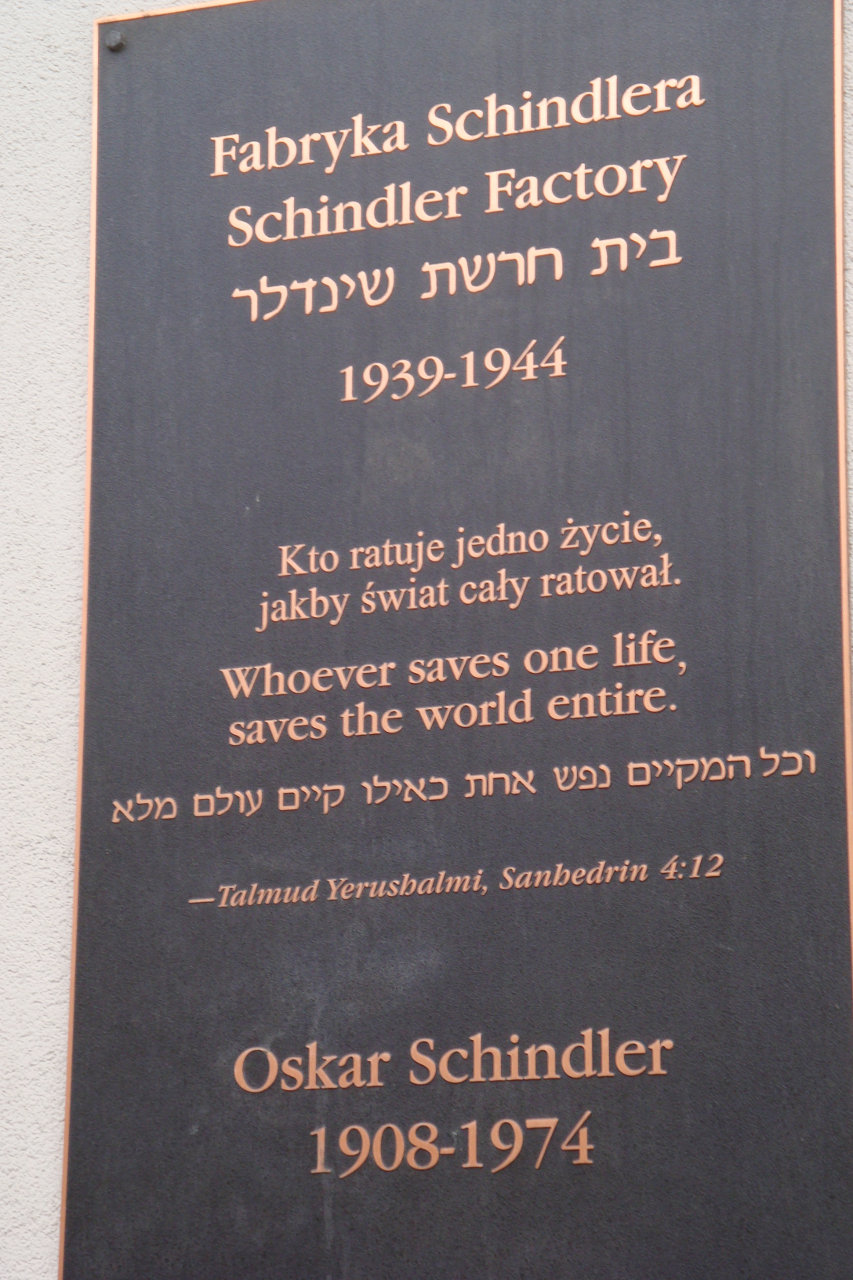 Fabryka Schindlera
Schindler Factory
בית חרשת שינדלר
1939-1944
Kto ratuje jedno życie,
jakby świat cały ratował.
Whoever saves one life,
saves the world entire.
וכל המקיים נפש אחת כאילו קיים עולם מלא
—Talmud Yerushalmi, Sanhedrin 4:12
Oskar Schindler
1908-1974